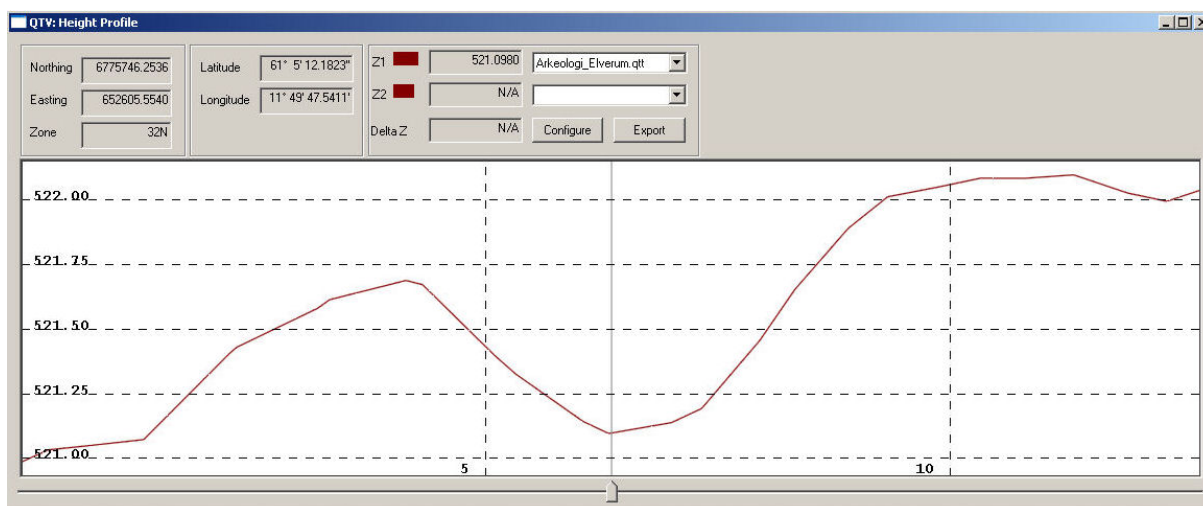 QTV: Height Profile
Northing 6775746.2536
Easting 652605.5540
Zone 32N
Latitude 61° 5' 12.1823"
Longitude 11° 49' 47.5411'
Z1 521.0980 Arkeologi_Elverum.qtt
Z2 N/A
Delta Z N/A Configure Export
522.00
521.75
521.50
521.25
521.00
5 10